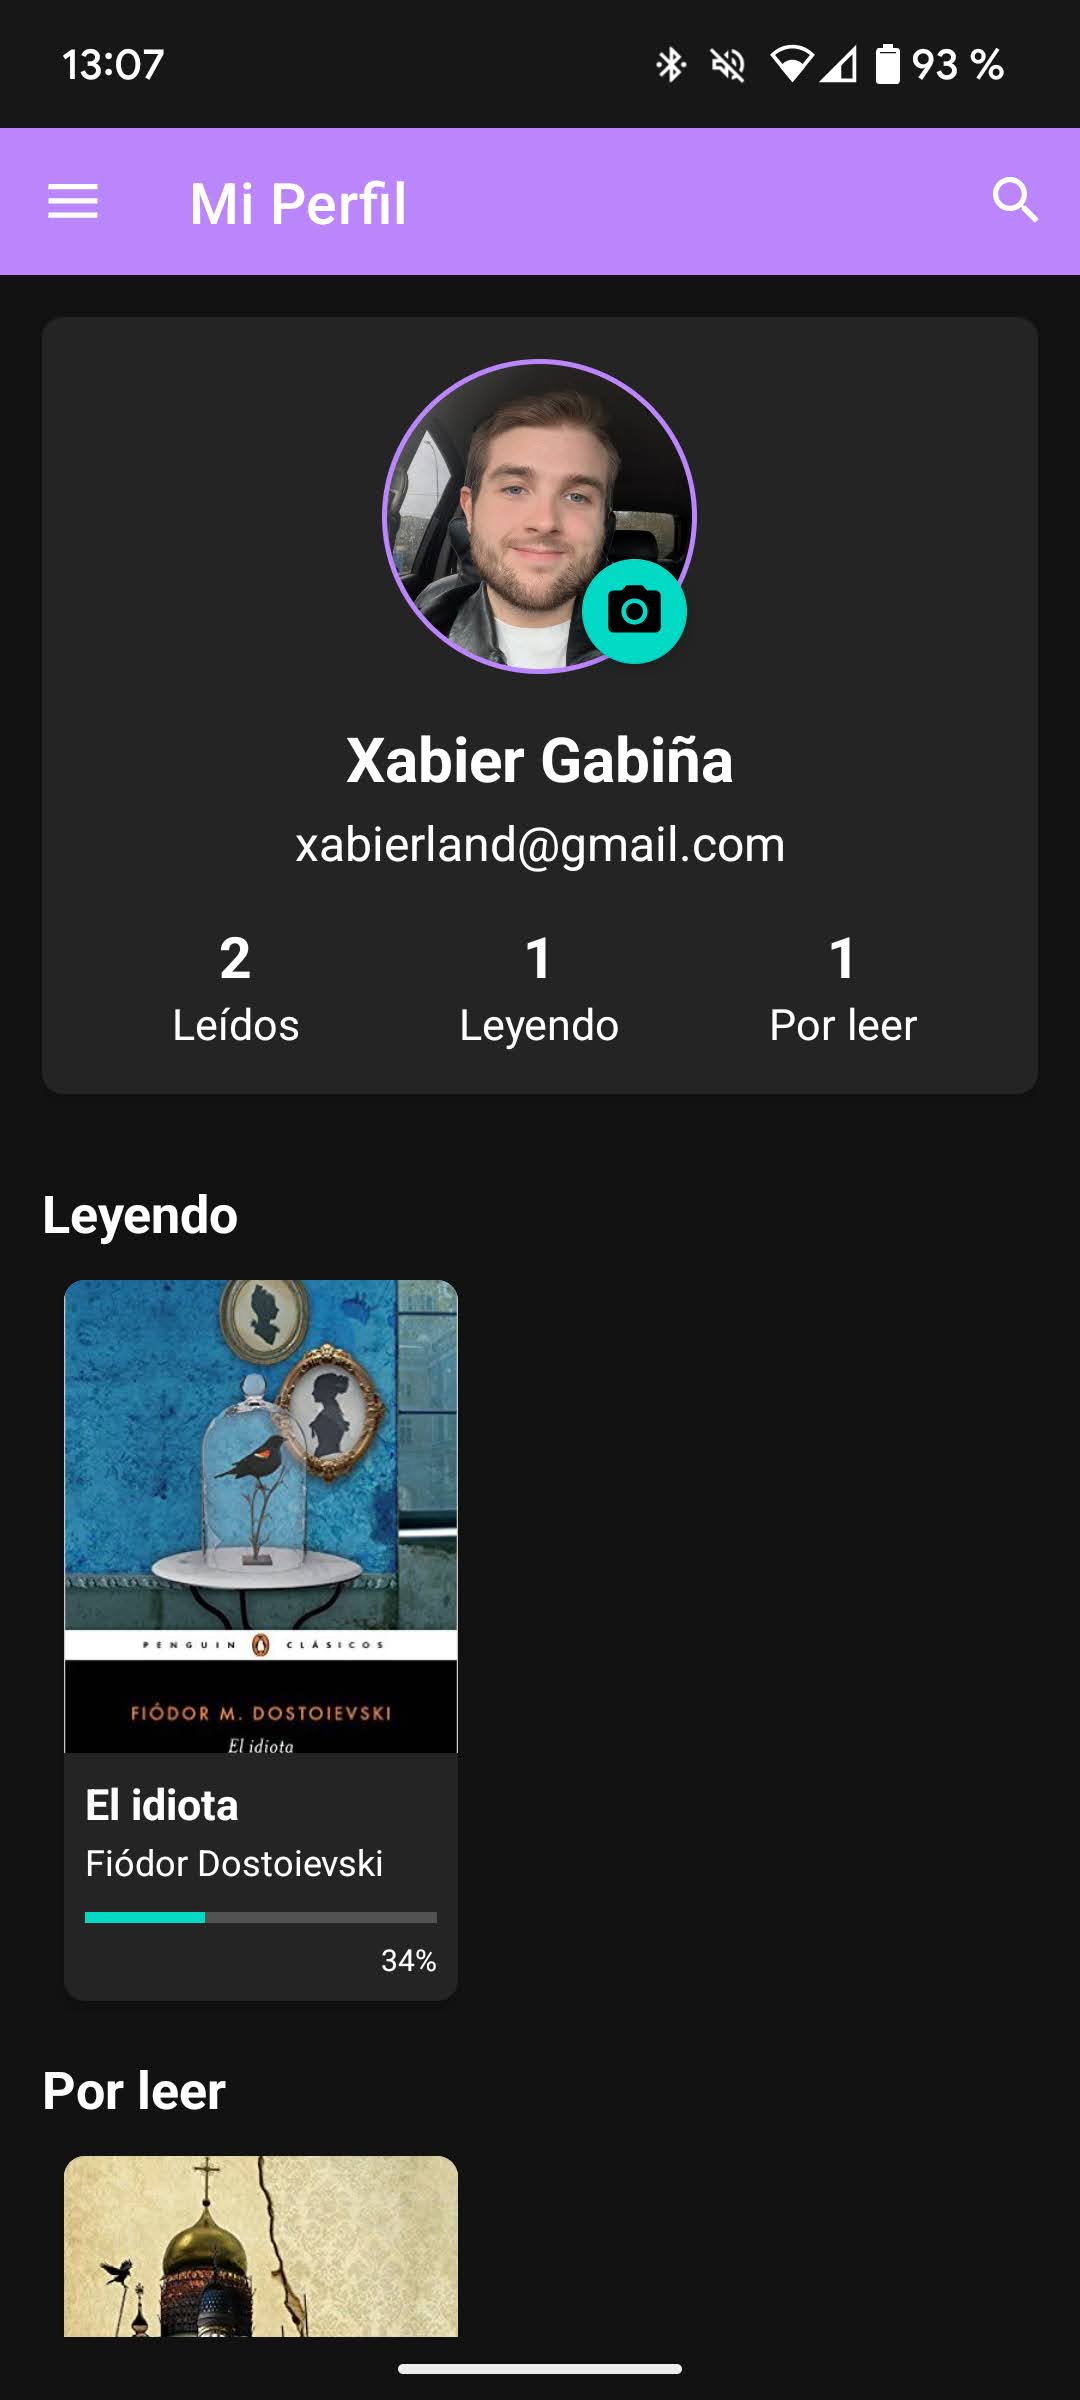 13:07 93 %
Mi Perfil
Xabier Gabiña
xabierland@gmail.com
2 1 1
Leídos Leyendo Por leer
Leyendo
PENGUIN CLÁSICOS
FIÓDOR M. DOSTOIEVSKI
El idiota
El idiota
Fiódor Dostoievski
34%
Por leer